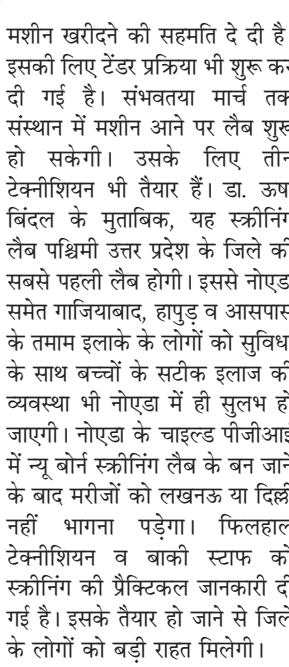 मशीन खरीदने की सहमति दे दी है
इसकी लिए टेंडर प्रक्रिया भी शुरू कर
दी गई है। संभवतया मार्च तक
संस्थान में मशीन आने पर लैब शुरू
हो सकेगी। उसके लिए तीन
टेक्नीशियन भी तैयार हैं। डा. ऊषा
बिंदल के मुताबिक, यह स्क्रीनिंग
लैब पश्चिमी उत्तर प्रदेश के जिले की
सबसे पहली लैब होगी। इससे नोएडा
समेत गाजियाबाद, हापुड़ व आसपास
के तमाम इलाके के लोगों को सुविधा
के साथ बच्चों के सटीक इलाज की
व्यवस्था भी नोएडा में ही सुलभ हो
जाएगी। नोएडा के चाइल्ड पीजीआई
में न्यू बोर्न स्क्रीनिंग लैब के बन जाने
के बाद मरीजों को लखनऊ या दिल्ली
नहीं भागना पड़ेगा। फिलहाल
टेक्नीशियन व बाकी स्टाफ को
स्क्रीनिंग की प्रैक्टिकल जानकारी दी
गई है। इसके तैयार हो जाने से जिले
के लोगों को बड़ी राहत मिलेगी।